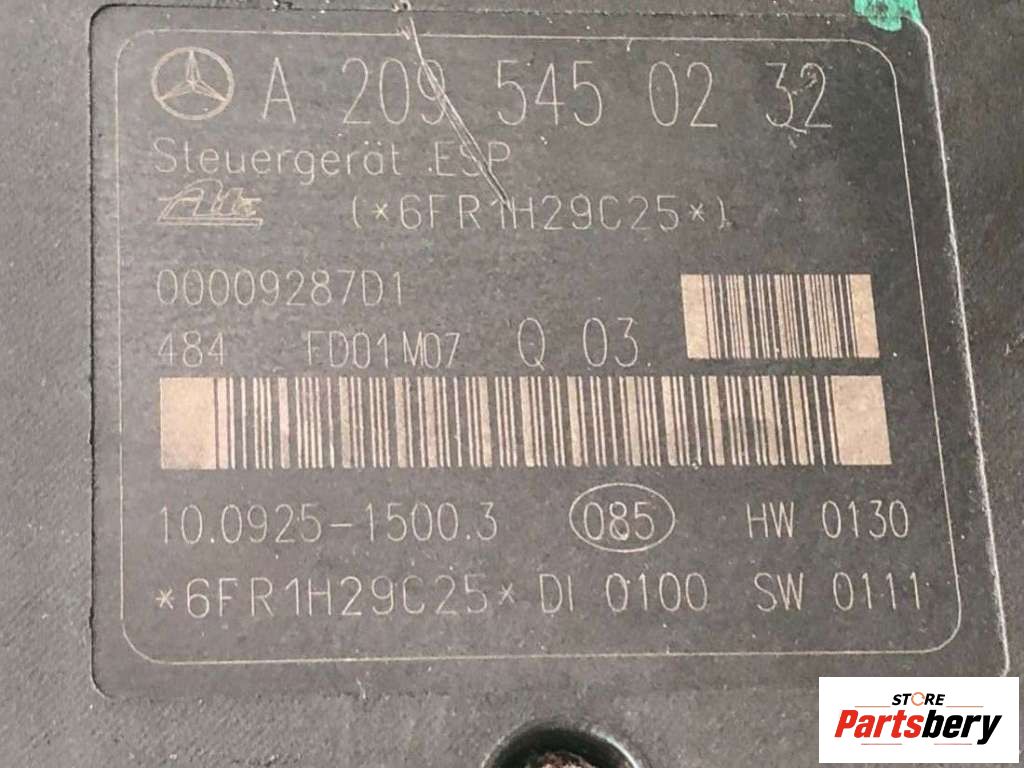 A 209 545 02 32
Steuergerät ESP
Ate (*6FR1H29C25*)
00009287D1
484 FD01M07 Q 03
10.0925-1500.3 085 HW 0130
*6FR1H29C25* DI 0100 SW 0111
STORE
Partsbery